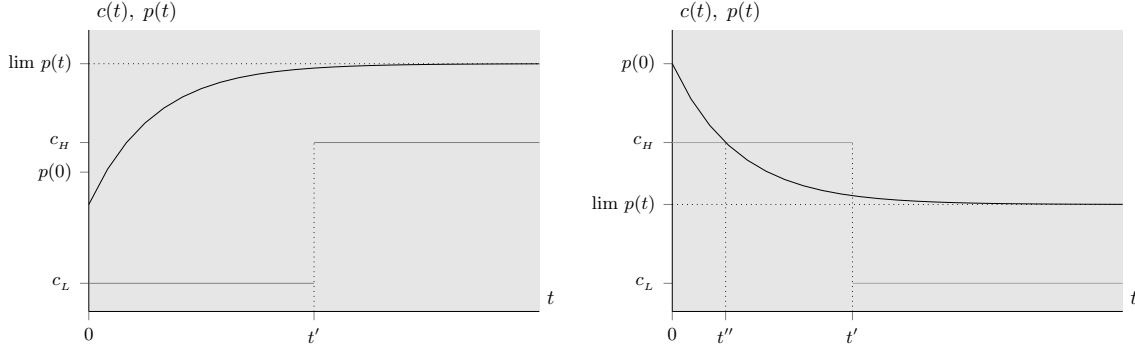 c(t), p(t)
lim p(t)
c_H
p(0)
c_L
t
0
t′
c(t), p(t)
p(0)
c_H
lim p(t)
c_L
t
0
t′′
t′